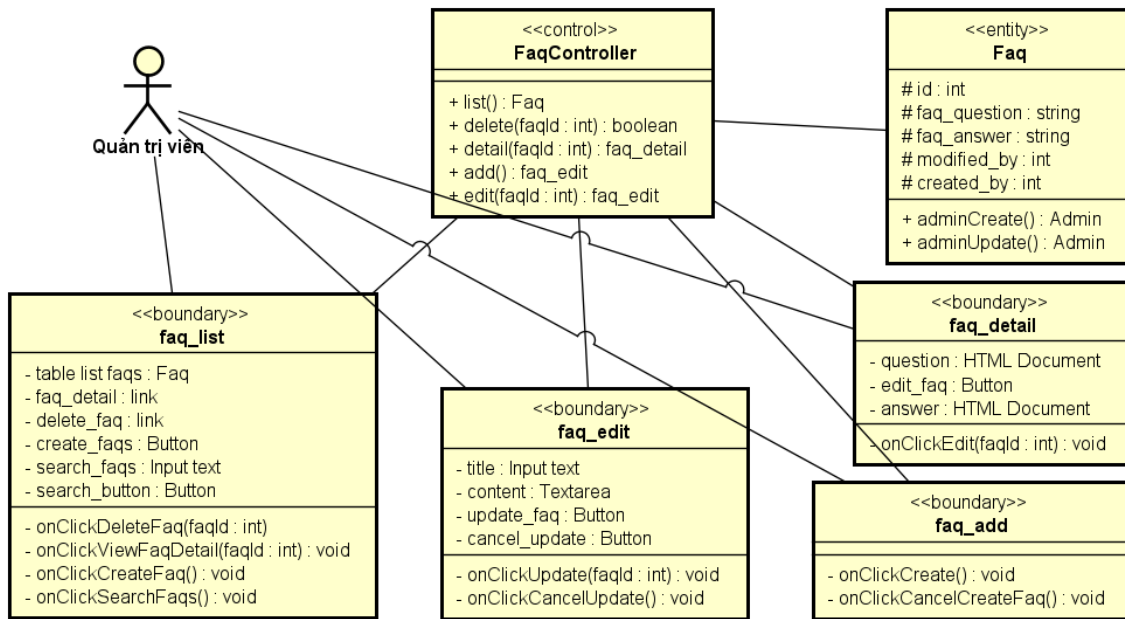 Quản trị viên
<<control>>
FaqController
+ list() : Faq
+ delete(faqId : int) : boolean
+ detail(faqId : int) : faq_detail
+ add() : faq_edit
+ edit(faqId : int) : faq_edit
<<entity>>
Faq
# id : int
# faq_question : string
# faq_answer : string
# modified_by : int
# created_by : int
+ adminCreate() : Admin
+ adminUpdate() : Admin
<<boundary>>
faq_list
- table list faqs : Faq
- faq_detail : link
- delete_faq : link
- create_faqs : Button
- search_faqs : Input text
- search_button : Button
- onClickDeleteFaq(faqId : int)
- onClickViewFaqDetail(faqId : int) : void
- onClickCreateFaq() : void
- onClickSearchFaqs() : void
<<boundary>>
faq_edit
- title : Input text
- content : Textarea
- update_faq : Button
- cancel_update : Button
- onClickUpdate(faqId : int) : void
- onClickCancelUpdate() : void
<<boundary>>
faq_detail
- question : HTML Document
- edit_faq : Button
- answer : HTML Document
- onClickEdit(faqId : int) : void
<<boundary>>
faq_add
- onClickCreate() : void
- onClickCancelCreateFaq() : void